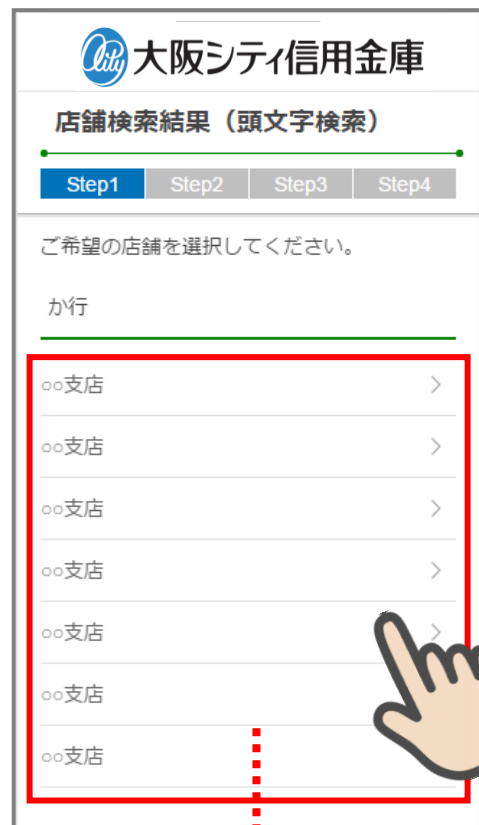 City 大阪シティ信用金庫
店舗検索結果（頭文字検索）
Step1 Step2 Step3 Step4
ご希望の店舗を選択してください。
か行
○○支店
○○支店
○○支店
○○支店
○○支店
○○支店
○○支店